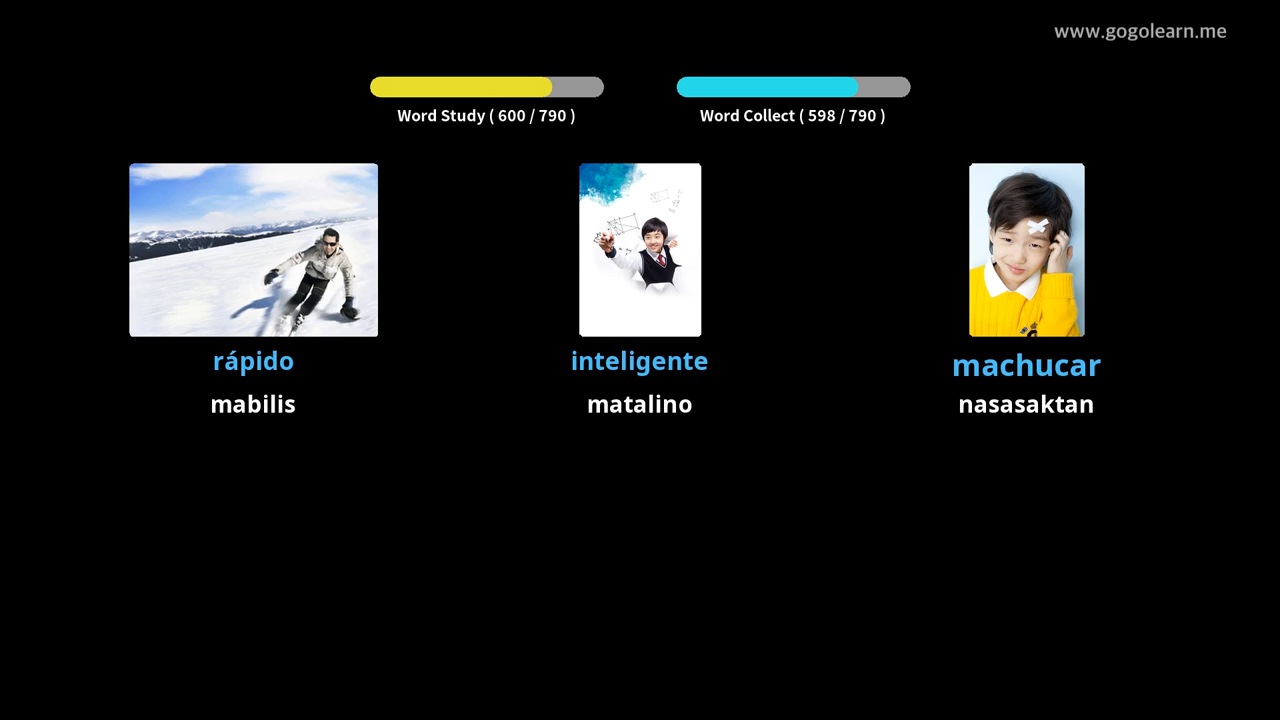 www.gogolearn.me
Word Study ( 600 / 790 )
Word Collect ( 598 / 790 )
rápido
inteligente
machucar
mabilis
matalino
nasasaktan